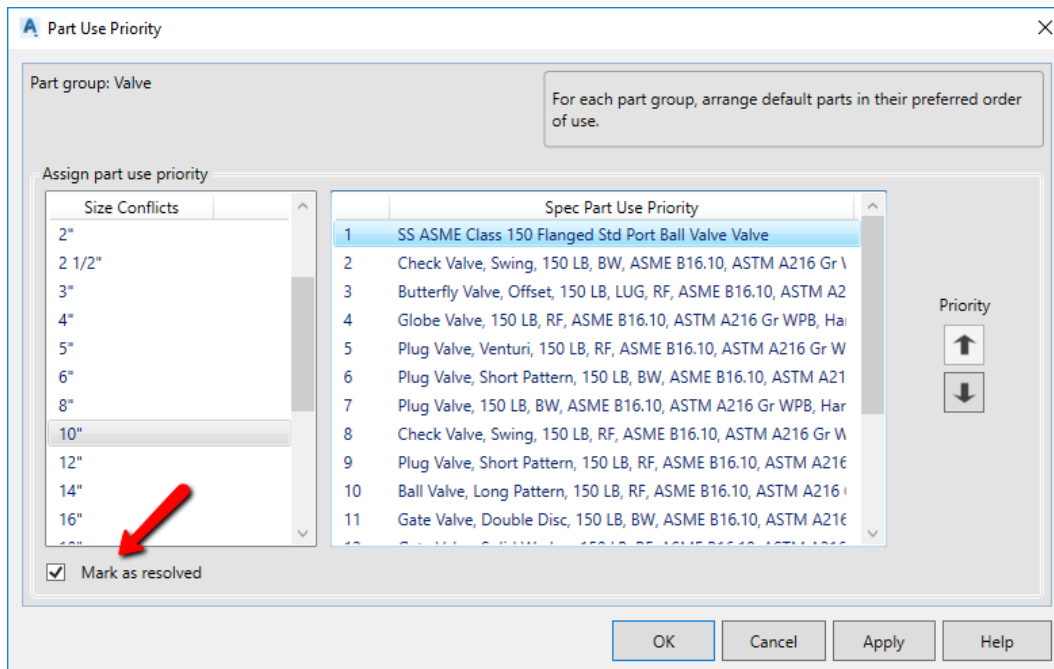 Part Use Priority
Part group: Valve
For each part group, arrange default parts in their preferred order
of use.
Assign part use priority
Size Conflicts
2"
2 1/2"
3"
4"
5"
6"
8"
10"
12"
14"
16"
Spec Part Use Priority
1 SS ASME Class 150 Flanged Std Port Ball Valve Valve
2 Check Valve, Swing, 150 LB, BW, ASME B16.10, ASTM A216 Gr
3 Butterfly Valve, Offset, 150 LB, LUG, RF, ASME B16.10, ASTM A2
4 Globe Valve, 150 LB, RF, ASME B16.10, ASTM A216 Gr WPB, Ha
5 Plug Valve, Venturi, 150 LB, RF, ASME B16.10, ASTM A216 Gr W
6 Plug Valve, Short Pattern, 150 LB, BW, ASME B16.10, ASTM A21
7 Plug Valve, 150 LB, BW, ASME B16.10, ASTM A216 Gr WPB, Har
8 Check Valve, Swing, 150 LB, RF, ASME B16.10, ASTM A216 Gr
9 Plug Valve, Short Pattern, 150 LB, RF, ASME B16.10, ASTM A216
10 Ball Valve, Long Pattern, 150 LB, RF, ASME B16.10, ASTM A216
11 Gate Valve, Double Disc, 150 LB, BW, ASME B16.10, ASTM A216
Priority
Mark as resolved
OK
Cancel
Apply
Help